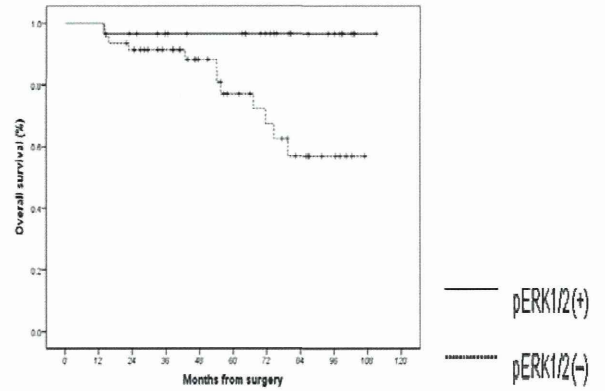 Overall survival (%)
1.0
0.8
0.6
0.4
0.2
0.0
0 12 24 36 48 60 72 84 96 108 120
Months from surgery
pERK1/2(+)
pERK1/2(−)